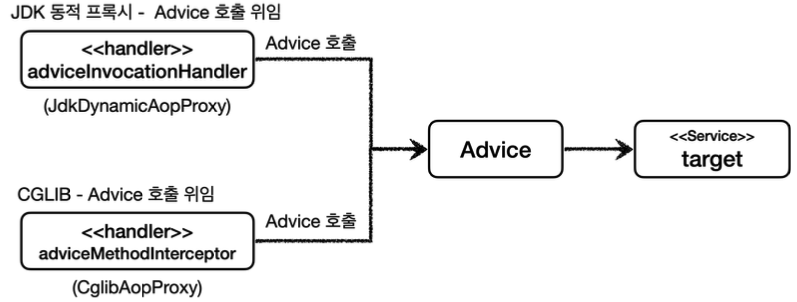 JDK 동적 프록시 - Advice 호출 위임
<<handler>>
adviceInvocationHandler
(JdkDynamicAopProxy)
Advice 호출
Advice
<<Service>>
target
CGLIB - Advice 호출 위임
<<handler>>
adviceMethodInterceptor
(CglibAopProxy)
Advice 호출